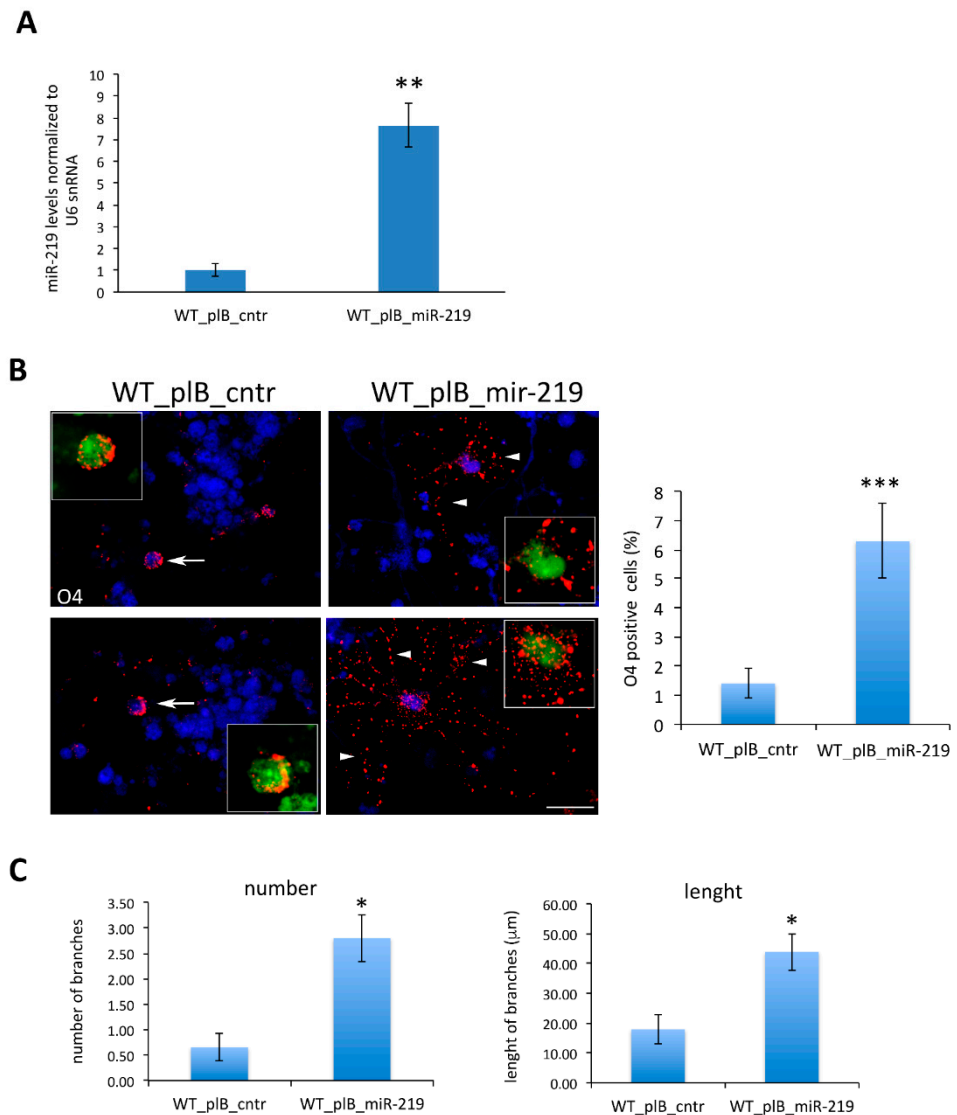 A
miR-219 levels normalized to
U6 snRNA
10
9
8
7
6
5
4
3
2
1
0
**
WT_plB_cntr
WT_plB_miR-219
B
WT_plB_cntr
WT_plB_mir-219
O4
O4 positive cells (%)
8
7
6
5
4
3
2
1
0
***
WT_plB_cntr
WT_plB_miR-219
C
number
number of branches
3.50
3.00
2.50
2.00
1.50
1.00
0.50
0.00
*
WT_plB_cntr
WT_plB_miR-219
lenght
lenght of branches (μm)
60.00
50.00
40.00
30.00
20.00
10.00
0.00
*
WT_plB_cntr
WT_plB_miR-219